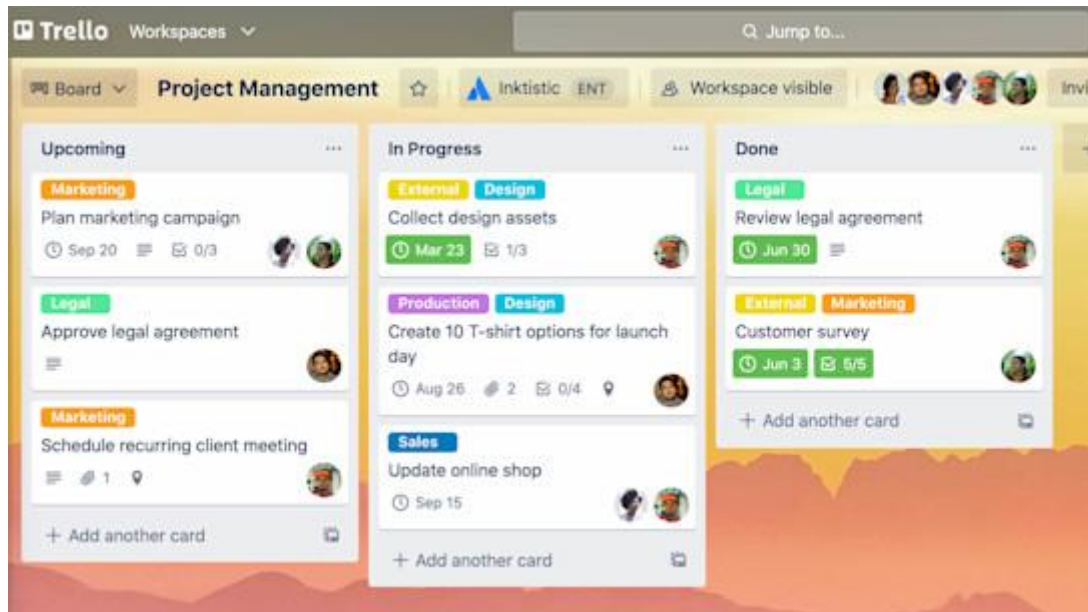 Trello Workspaces Jump to...
Board Project Management Inktistic ENT Workspace visible Invi
Upcoming
Marketing
Plan marketing campaign
Sep 20 0/3
Legal
Approve legal agreement
Marketing
Schedule recurring client meeting
1
+ Add another card
In Progress
External Design
Collect design assets
Mar 23 1/3
Production Design
Create 10 T-shirt options for launch
day
Aug 26 2 0/4
Sales
Update online shop
Sep 15
+ Add another card
Done
Legal
Review legal agreement
Jun 30
External Marketing
Customer survey
Jun 3 5/5
+ Add another card